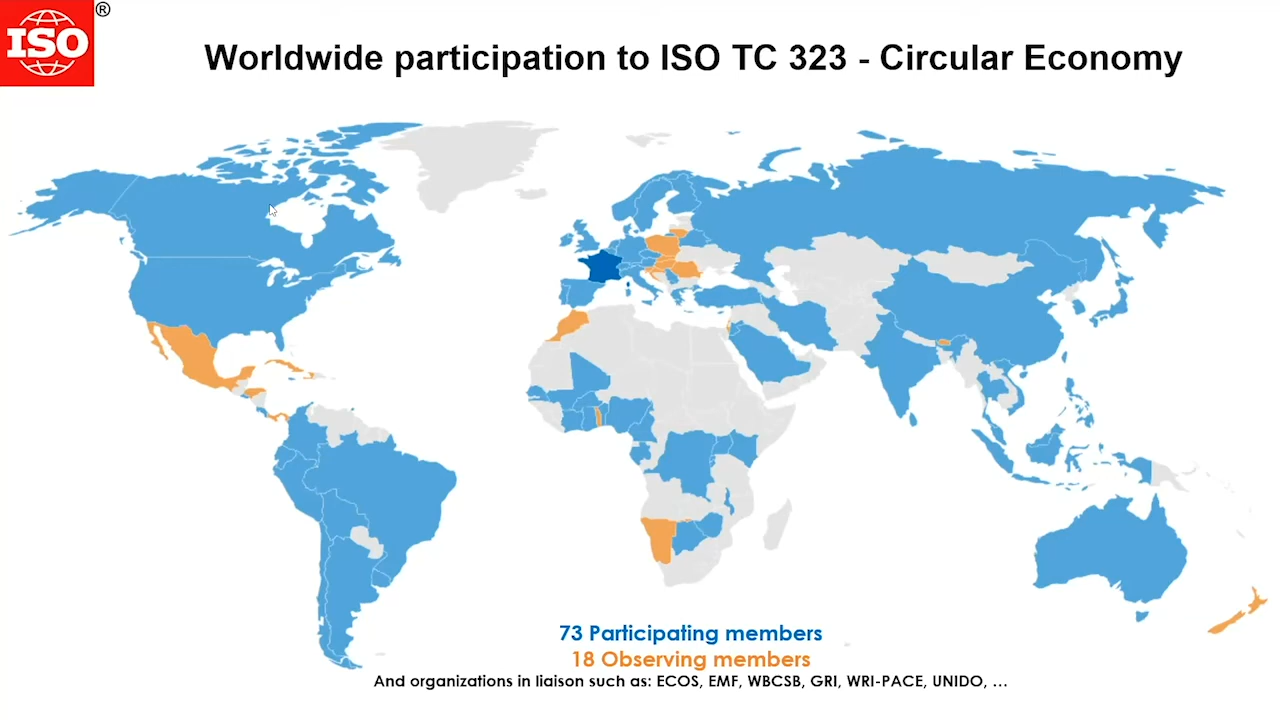 ISO ®
Worldwide participation to ISO TC 323 - Circular Economy
73 Participating members
18 Observing members
And organizations in liaison such as: ECOS, EMF, WBCSB, GRI, WRI-PACE, UNIDO, …